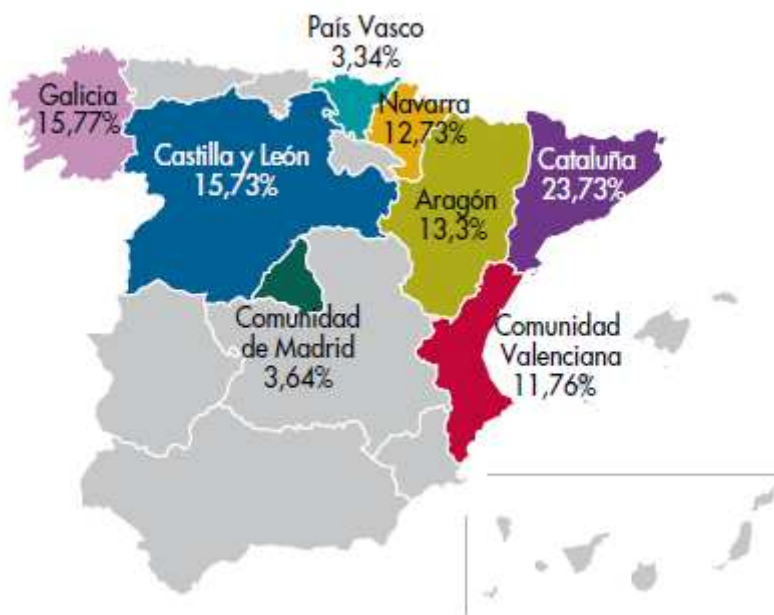 País Vasco
3,34%
Galicia
15,77%
Navarra
12,73%
Castilla y León
15,73%
Cataluña
23,73%
Aragón
13,3%
Comunidad
de Madrid
3,64%
Comunidad
Valenciana
11,76%